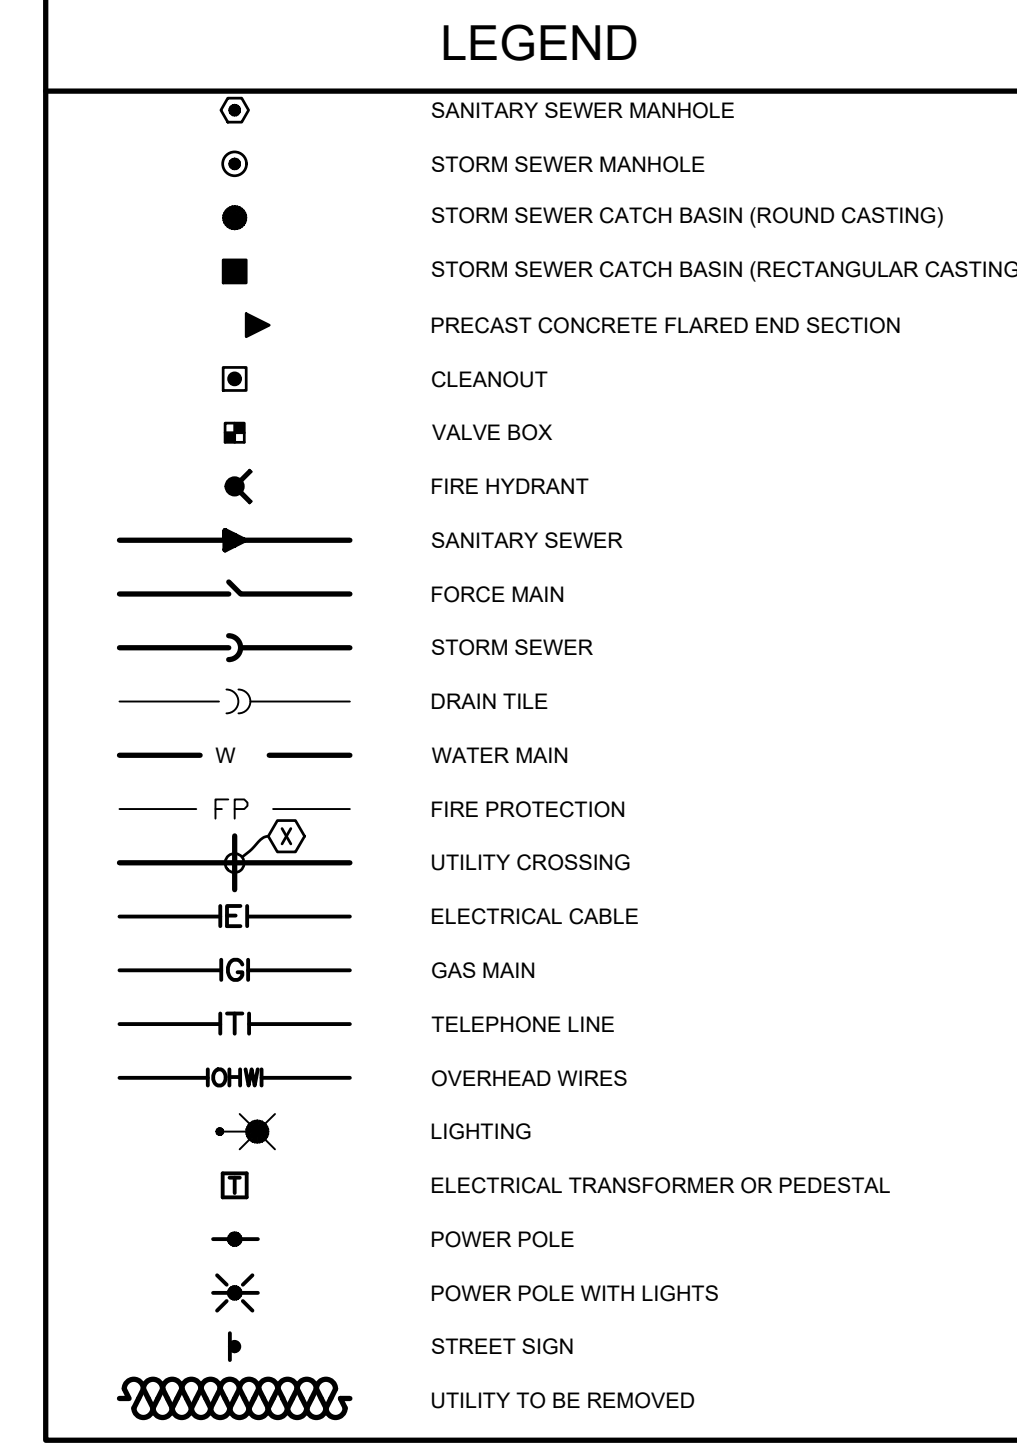 LEGEND
SANITARY SEWER MANHOLE
STORM SEWER MANHOLE
STORM SEWER CATCH BASIN (ROUND CASTING)
STORM SEWER CATCH BASIN (RECTANGULAR CASTING
PRECAST CONCRETE FLARED END SECTION
CLEANOUT
VALVE BOX
FIRE HYDRANT
SANITARY SEWER
FORCE MAIN
STORM SEWER
DRAIN TILE
W WATER MAIN
FP FIRE PROTECTION
X
UTILITY CROSSING
E ELECTRICAL CABLE
G GAS MAIN
T TELEPHONE LINE
OHW OVERHEAD WIRES
LIGHTING
T ELECTRICAL TRANSFORMER OR PEDESTAL
POWER POLE
POWER POLE WITH LIGHTS
STREET SIGN
UTILITY TO BE REMOVED